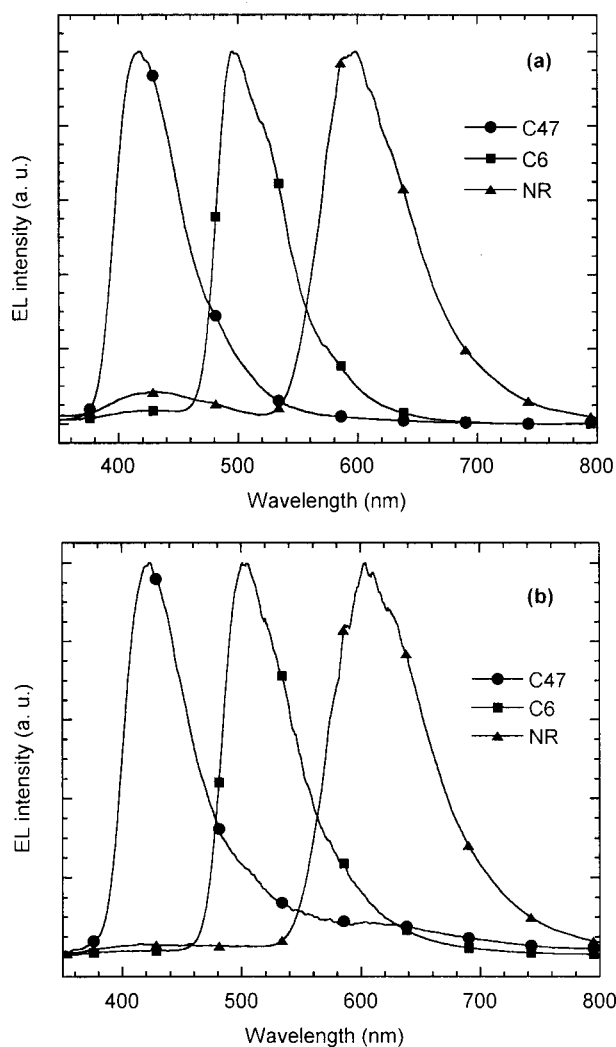 (a)
C47
C6
NR
EL intensity (a. u.)
400 500 600 700 800
Wavelength (nm)
(b)
C47
C6
NR
EL intensity (a. u.)
400 500 600 700 800
Wavelength (nm)